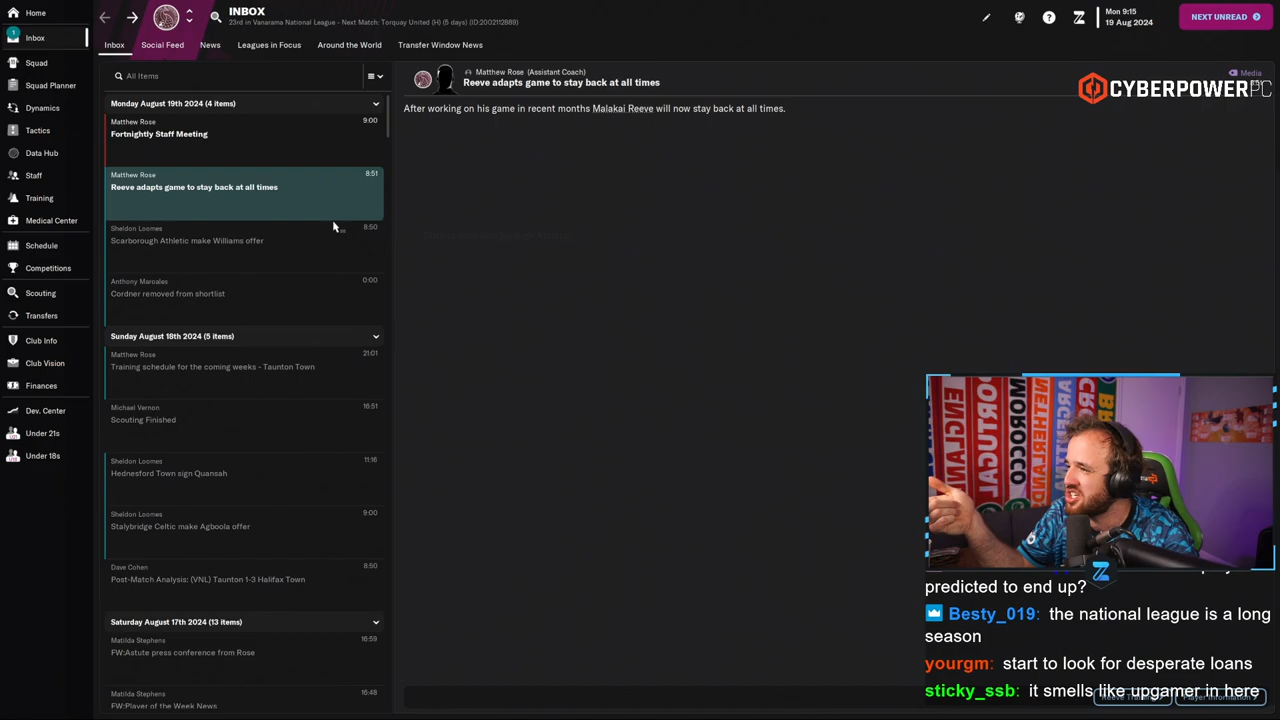 Home
Inbox
1
Squad
Squad Planner
Dynamics
Tactics
Data Hub
Staff
Training
Medical Center
Schedule
Competitions
Scouting
Transfers
Club Info
Club Vision
Finances
Dev. Center
Under 21s
Under 18s
INBOX
23rd in Vanarama National League - Next Match: Torquay United (H) (5 days) (ID:2002112889)
Mon 9:15
19 Aug 2024
NEXT UNREAD
Inbox
Social Feed
News
Leagues in Focus
Around the World
Transfer Window News
All Items
Monday August 19th 2024 (4 items)
Matthew Rose 9:00
Fortnightly Staff Meeting
Matthew Rose 8:51
Reeve adapts game to stay back at all times
Sheldon Loomes 8:50
Scarborough Athletic make Williams offer
Anthony Maroales 0:00
Cordner removed from shortlist
Sunday August 18th 2024 (5 items)
Matthew Rose 21:01
Training schedule for the coming weeks - Taunton Town
Michael Vernon 16:51
Scouting Finished
Sheldon Loomes 11:16
Hednesford Town sign Quansah
Sheldon Loomes 9:00
Stalybridge Celtic make Agboola offer
Dave Cohen 8:50
Post-Match Analysis: (VNL) Taunton 1-3 Halifax Town
Saturday August 17th 2024 (13 items)
Matilda Stephens 16:59
FW:Astute press conference from Rose
Matilda Stephens 16:48
FW:Player of the Week News
Matthew Rose (Assistant Coach)
Reeve adapts game to stay back at all times
Media
After working on his game in recent months Malakai Reeve will now stay back at all times.
CYBERPOWERPC
predicted to end up?
Besty_019: the national league is a long
season
yourgm: start to look for desperate loans
sticky_ssb: it smells like upgamer in here